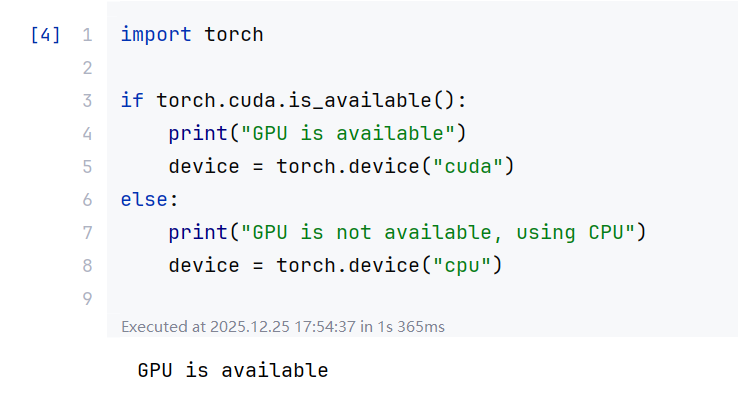 [4] 1 import torch
2
3 if torch.cuda.is_available():
4     print("GPU is available")
5     device = torch.device("cuda")
6 else:
7     print("GPU is not available, using CPU")
8     device = torch.device("cpu")
9
Executed at 2025.12.25 17:54:37 in 1s 365ms
GPU is available